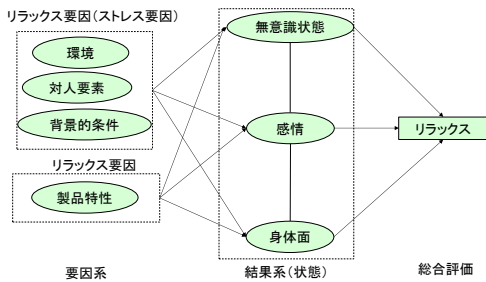 リラックス要因(ストレス要因)
環境
対人要素
背景的条件
リラックス要因
製品特性
要因系
無意識状態
感情
身体面
結果系(状態)
リラックス
総合評価